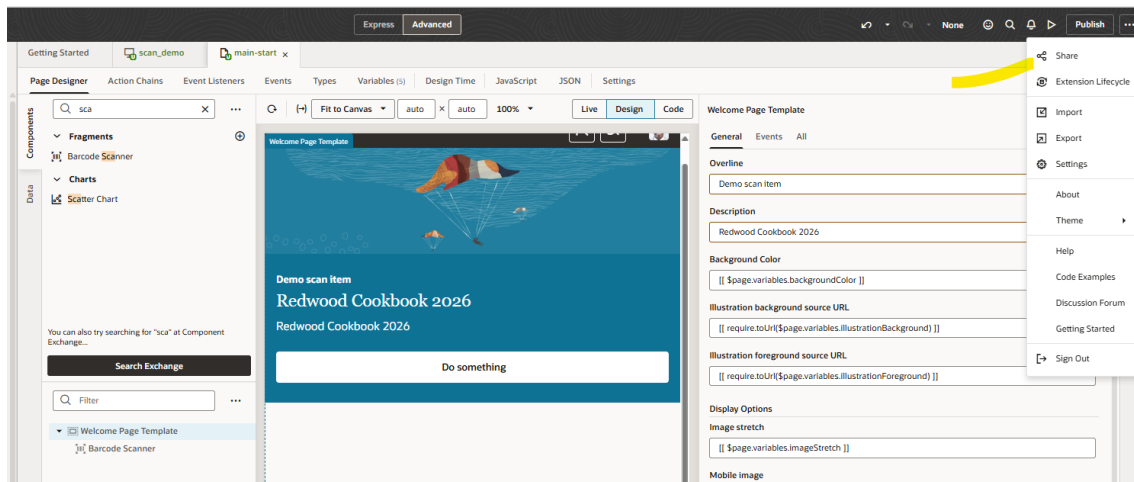 Express Advanced
None
Publish
Getting Started
scan_demo
main-start
Page Designer Action Chains Event Listeners Events Types Variables (5) Design Time JavaScript JSON Settings
Components
Data
sca
Fragments
Barcode Scanner
Charts
Scatter Chart
You can also try searching for "sca" at Component
Exchange...
Search Exchange
Filter
Welcome Page Template
Barcode Scanner
Fit to Canvas auto × auto 100% Live Design Code
Welcome Page Template
Demo scan item
Redwood Cookbook 2026
Redwood Cookbook 2026
Do something
Welcome Page Template
General Events All
Overline
Demo scan item
Description
Redwood Cookbook 2026
Background Color
[[ $page.variables.backgroundColor ]]
Illustration background source URL
[[ require.toUrl($page.variables.IllustrationBackground) ]]
Illustration foreground source URL
[[ require.toUrl($page.variables.IllustrationForeground) ]]
Display Options
Image stretch
[[ $page.variables.imageStretch ]]
Mobile image
Share
Extension Lifecycle
Import
Export
Settings
About
Theme
Help
Code Examples
Discussion Forum
Getting Started
Sign Out